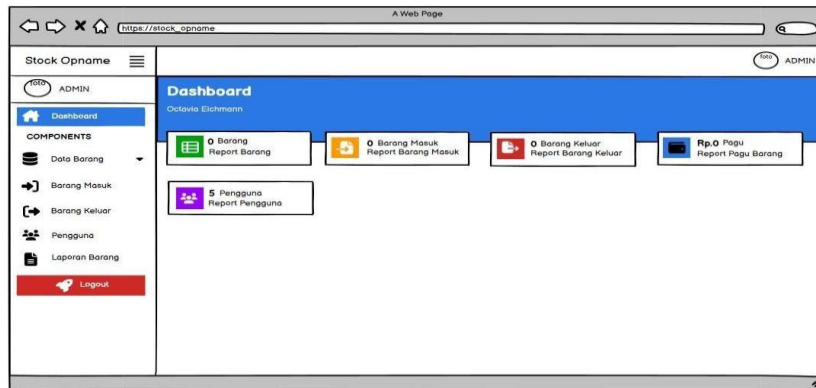 A Web Page
https://stock_opname
Stock Opname
foto ADMIN
foto ADMIN
Dashboard
Octavia Eichmann
Dashboard
COMPONENTS
Data Barang
Barang Masuk
Barang Keluar
Pengguna
Laporan Barang
Logout
0 Barang
Report Barang
0 Barang Masuk
Report Barang Masuk
0 Barang Keluar
Report Barang Keluar
Rp.0 Pagu
Report Pagu Barang
5 Pengguna
Report Pengguna